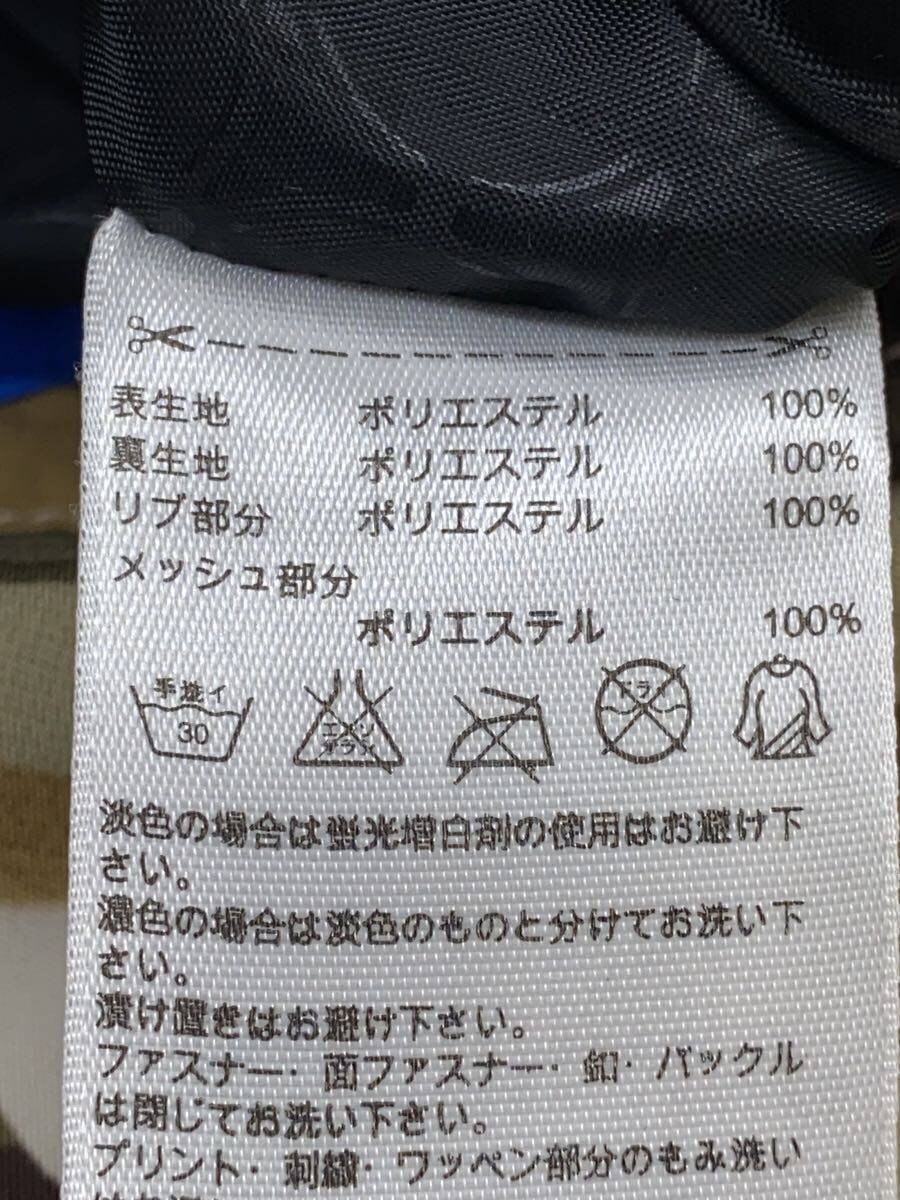 表生地 ポリエステル 100%
裏生地 ポリエステル 100%
リブ部分 ポリエステル 100%
メッシュ部分
ポリエステル 100%
手洗イ
30
エンソ
サラシ
ドライ
淡色の場合は蛍光増白剤の使用はお避け下
さい。
濃色の場合は淡色のものと分けてお洗い下
さい。
漬け置きはお避け下さい。
ファスナー・面ファスナー・釦・バックル
は閉じてお洗い下さい。
プリント・刺繍・ワッペン部分のもみ洗い